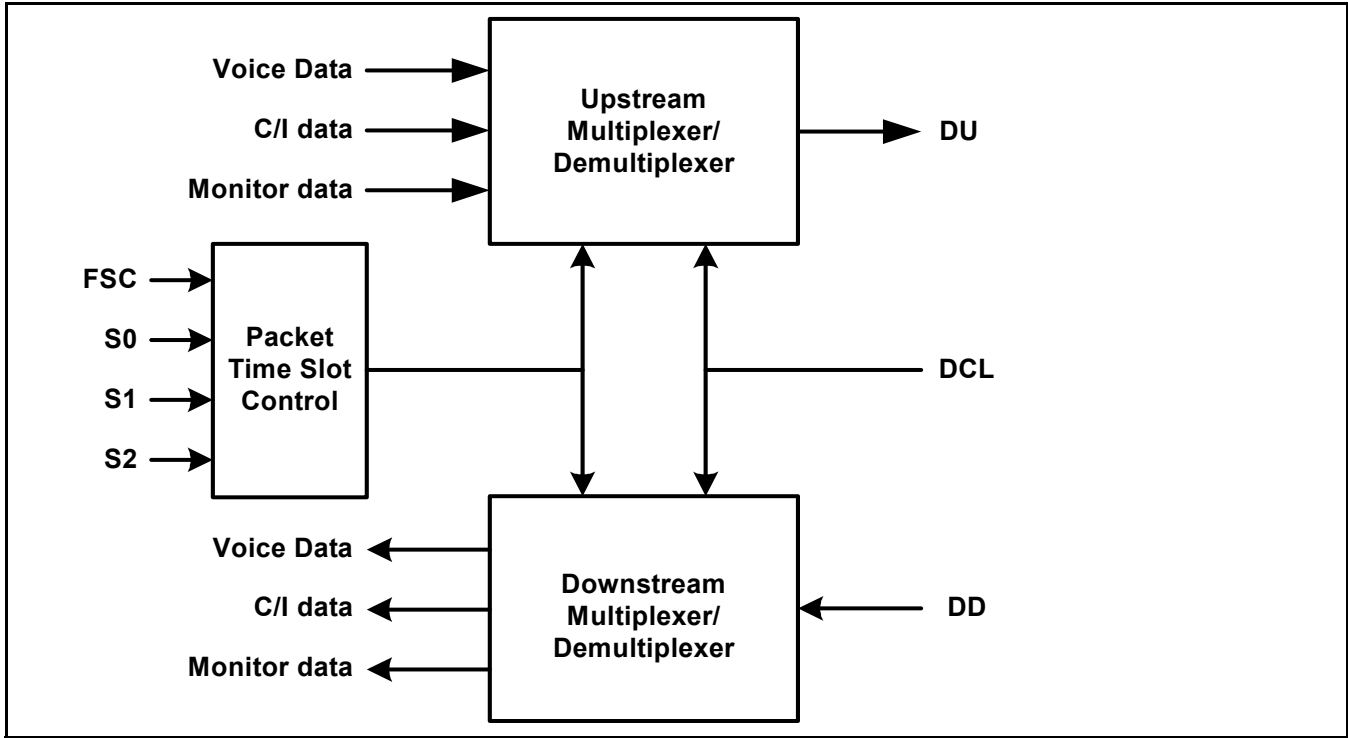 Voice Data
C/I data
Monitor data
Upstream
Multiplexer/
Demultiplexer
DU
FSC
S0
S1
S2
Packet
Time Slot
Control
DCL
Voice Data
C/I data
Monitor data
Downstream
Multiplexer/
Demultiplexer
DD